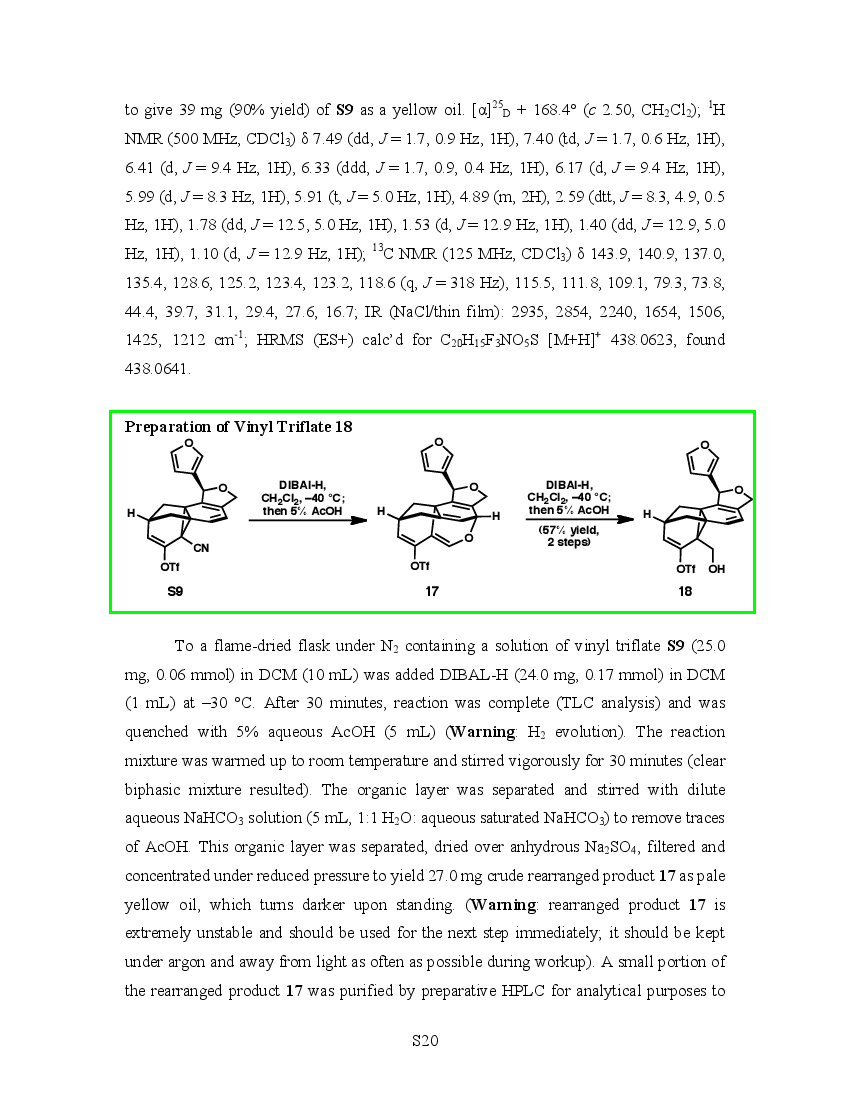 to give 39 mg (90% yield) of S9 as a yellow oil. [α]²⁵D + 168.4° (c 2.50, CH₂Cl₂); ¹H
NMR (500 MHz, CDCl₃) δ 7.49 (dd, J = 1.7, 0.9 Hz, 1H), 7.40 (td, J = 1.7, 0.6 Hz, 1H),
6.41 (d, J = 9.4 Hz, 1H), 6.33 (ddd, J = 1.7, 0.9, 0.4 Hz, 1H), 6.17 (d, J = 9.4 Hz, 1H),
5.99 (d, J = 8.3 Hz, 1H), 5.91 (t, J = 5.0 Hz, 1H), 4.89 (m, 2H), 2.59 (dtt, J = 8.3, 4.9, 0.5
Hz, 1H), 1.78 (dd, J = 12.5, 5.0 Hz, 1H), 1.53 (d, J = 12.9 Hz, 1H), 1.40 (dd, J = 12.9, 5.0
Hz, 1H), 1.10 (d, J = 12.9 Hz, 1H); ¹³C NMR (125 MHz, CDCl₃) δ 143.9, 140.9, 137.0,
135.4, 128.6, 125.2, 123.4, 123.2, 118.6 (q, J = 318 Hz), 115.5, 111.8, 109.1, 79.3, 73.8,
44.4, 39.7, 31.1, 29.4, 27.6, 16.7; IR (NaCl/thin film): 2935, 2854, 2240, 1654, 1506,
1425, 1212 cm⁻¹; HRMS (ES+) calc'd for C₂₀H₁₅F₃NO₅S [M+H]⁺ 438.0623, found
438.0641.
Preparation of Vinyl Triflate 18
O
O
H
CN
OTf
S9
DIBAl-H,
CH₂Cl₂, –40 °C;
then 5% AcOH
O
O
H
H
O
OTf
17
DIBAl-H,
CH₂Cl₂, –40 °C;
then 5% AcOH
(57% yield,
2 steps)
O
O
H
OTf OH
18
To a flame-dried flask under N₂ containing a solution of vinyl triflate S9 (25.0
mg, 0.06 mmol) in DCM (10 mL) was added DIBAL-H (24.0 mg, 0.17 mmol) in DCM
(1 mL) at –30 °C. After 30 minutes, reaction was complete (TLC analysis) and was
quenched with 5% aqueous AcOH (5 mL) (Warning: H₂ evolution). The reaction
mixture was warmed up to room temperature and stirred vigorously for 30 minutes (clear
biphasic mixture resulted). The organic layer was separated and stirred with dilute
aqueous NaHCO₃ solution (5 mL, 1:1 H₂O: aqueous saturated NaHCO₃) to remove traces
of AcOH. This organic layer was separated, dried over anhydrous Na₂SO₄, filtered and
concentrated under reduced pressure to yield 27.0 mg crude rearranged product 17 as pale
yellow oil, which turns darker upon standing. (Warning: rearranged product 17 is
extremely unstable and should be used for the next step immediately; it should be kept
under argon and away from light as often as possible during workup). A small portion of
the rearranged product 17 was purified by preparative HPLC for analytical purposes to
S20